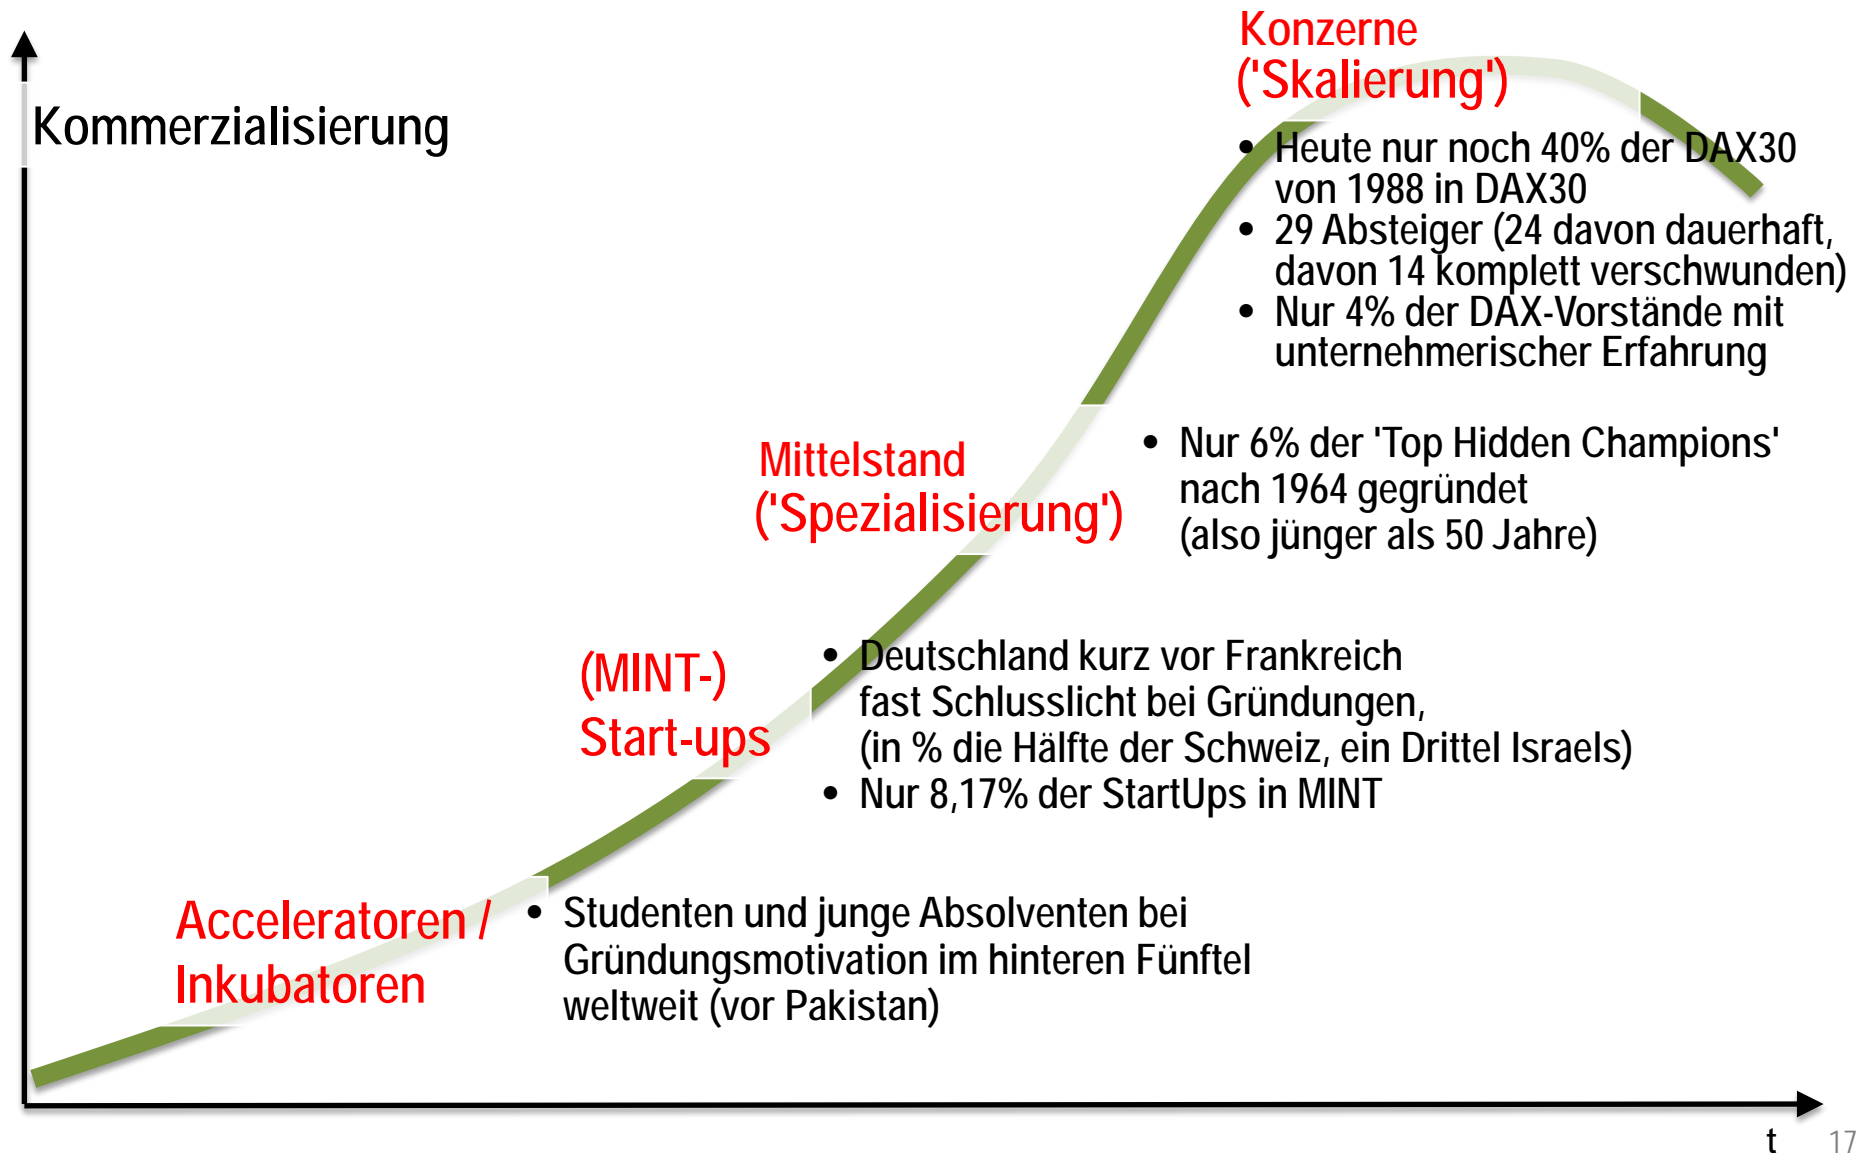 Konzerne
('Skalierung')
Kommerzialisierung
• Heute nur noch 40% der DAX30
von 1988 in DAX30
• 29 Absteiger (24 davon dauerhaft,
davon 14 komplett verschwunden)
• Nur 4% der DAX-Vorstände mit
unternehmerischer Erfahrung
Mittelstand
('Spezialisierung')
• Nur 6% der 'Top Hidden Champions'
nach 1964 gegründet
(also jünger als 50 Jahre)
(MINT-)
Start-ups
• Deutschland kurz vor Frankreich
fast Schlusslicht bei Gründungen,
(in % die Hälfte der Schweiz, ein Drittel Israels)
• Nur 8,17% der StartUps in MINT
Acceleratoren /
Inkubatoren
• Studenten und junge Absolventen bei
Gründungsmotivation im hinteren Fünftel
weltweit (vor Pakistan)
t
17